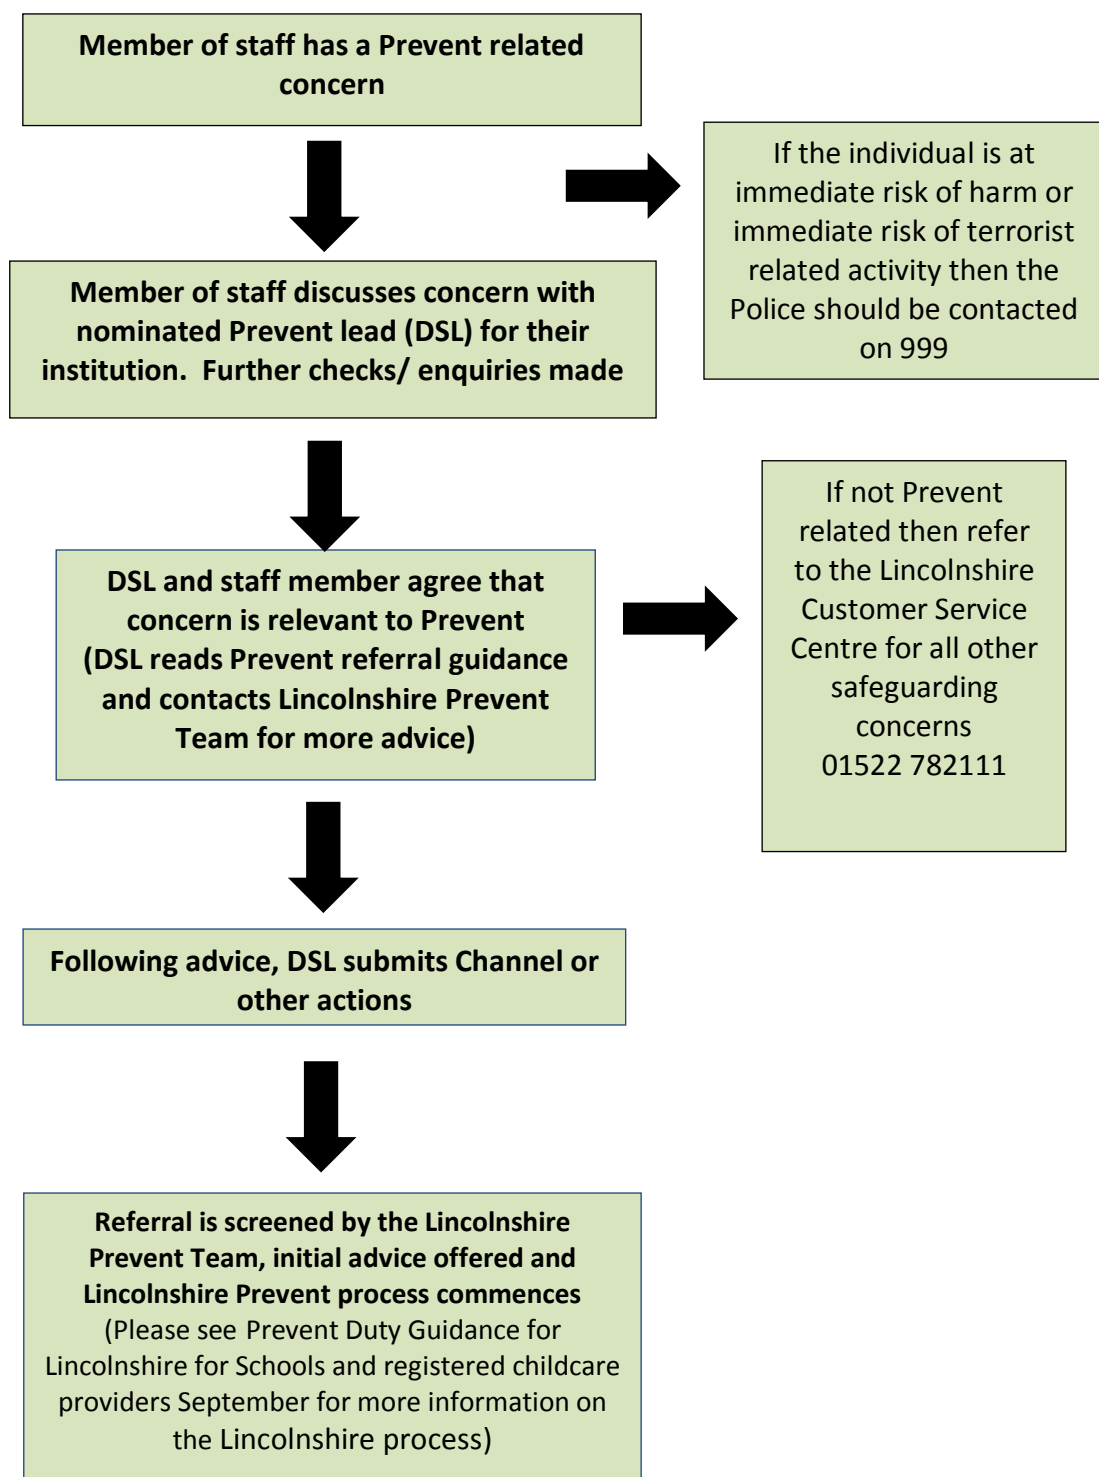 Member of staff has a Prevent related
concern
If the individual is at
immediate risk of harm or
immediate risk of terrorist
related activity then the
Police should be contacted
on 999
Member of staff discusses concern with
nominated Prevent lead (DSL) for their
institution.  Further checks/ enquiries made
DSL and staff member agree that
concern is relevant to Prevent
(DSL reads Prevent referral guidance
and contacts Lincolnshire Prevent
Team for more advice)
If not Prevent
related then refer
to the Lincolnshire
Customer Service
Centre for all other
safeguarding
concerns
01522 782111
Following advice, DSL submits Channel or
other actions
Referral is screened by the Lincolnshire
Prevent Team, initial advice offered and
Lincolnshire Prevent process commences
(Please see Prevent Duty Guidance for
Lincolnshire for Schools and registered childcare
providers September for more information on
the Lincolnshire process)